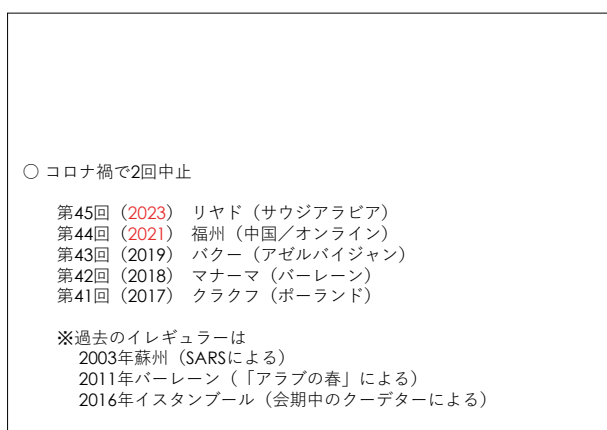 ○ コロナ禍で2回中止
第45回（2023） リヤド（サウジアラビア）
第44回（2021） 福州（中国／オンライン）
第43回（2019） バクー（アゼルバイジャン）
第42回（2018） マナーマ（バーレーン）
第41回（2017） クラクフ（ポーランド）
※過去のイレギュラーは
2003年蘇州（SARSによる）
2011年バーレーン（「アラブの春」による）
2016年イスタンブール（会期中のクーデターによる）